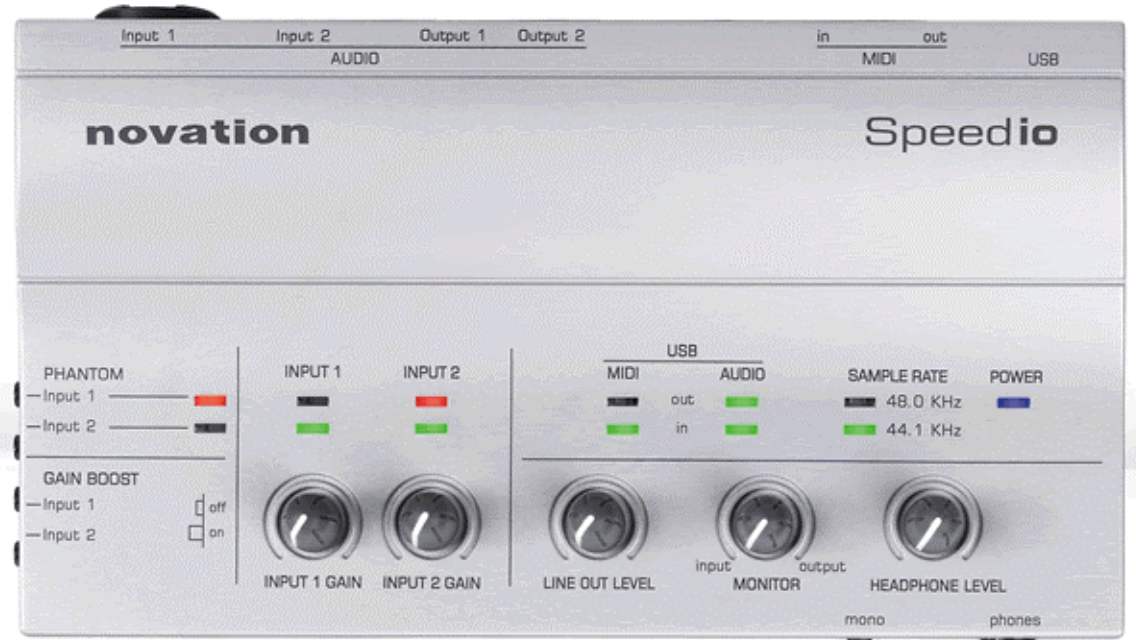 Input 1 Input 2 Output 1 Output 2 in out
AUDIO MIDI USB
novation Speedio
USB
PHANTOM INPUT 1 INPUT 2 MIDI AUDIO SAMPLE RATE POWER
Input 1 out 48.0 KHz
Input 2 in 44.1 KHz
GAIN BOOST
Input 1 off
Input 2 on
input output
INPUT 1 GAIN INPUT 2 GAIN LINE OUT LEVEL MONITOR HEADPHONE LEVEL
mono phones